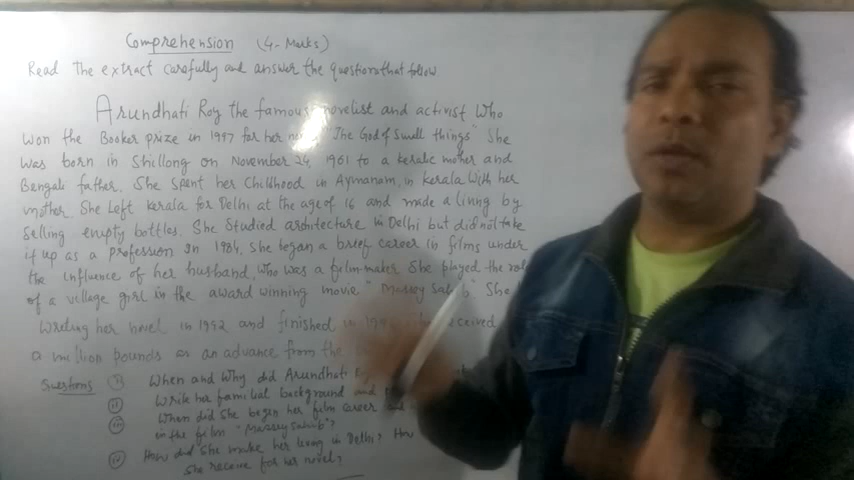 Comprehension (4-Marks)
Read the extract carefully and answer the questions that follow
Arundhati Roy the famous novelist and activist Who
won the Booker prize in 1997 for her "The God of Small things" She
was born in Shillong on November 24, 1961 to a keralic mother and
Bengali father. She spent her childhood in Aymanam, in kerala with her
mother. She left kerala for Delhi at the age of 16 and made a living by
selling empty bottles. She studied architecture in Delhi but did not take
it up as a profession In 1984, She began a brief career in films under
the influence of her husband, Who was a film-maker She played the
of a village girl in the award winning movie "Massey Sahib" She
Writing her novel in 1992 and finished in
a million pounds as an advance from the
Questions i) When and Why did Arundhati
ii) Write her familial background and
iii) When did She begin her film career and
in the film "Massey Sahib"?
iv) How did she make her living in Delhi? How
She receive for her novel?